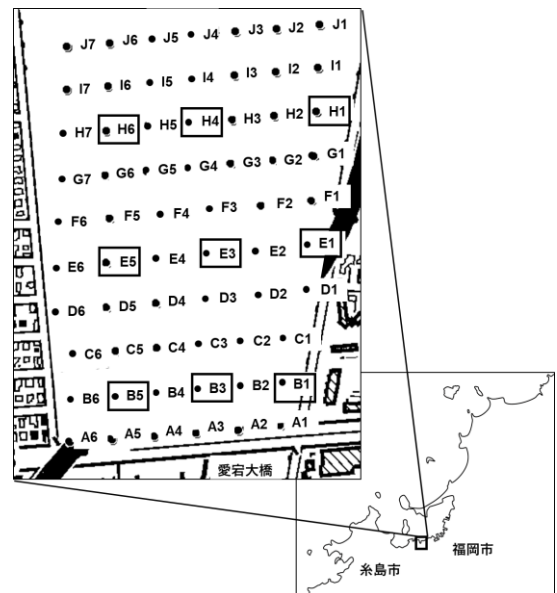 J7 J6 J5 J4 J3 J2 J1
I7 I6 I5 I4 I3 I2 I1
H7 H6 H5 H4 H3 H2 H1
G7 G6 G5 G4 G3 G2 G1
F6 F5 F4 F3 F2 F1
E6 E5 E4 E3 E2 E1
D6 D5 D4 D3 D2 D1
C6 C5 C4 C3 C2 C1
B6 B5 B4 B3 B2 B1
A6 A5 A4 A3 A2 A1
愛宕大橋
福岡市
糸島市